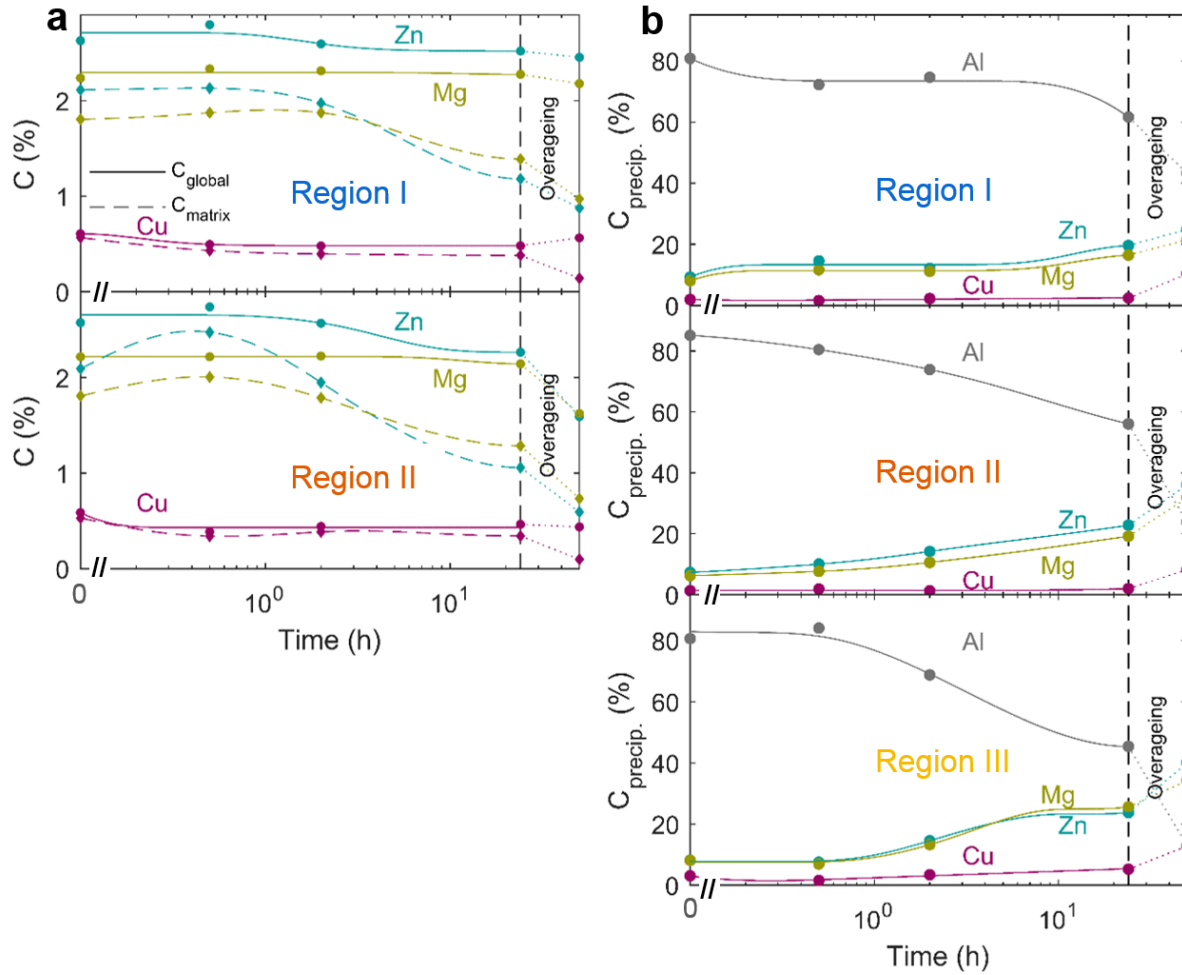 a
Zn
Mg
2
C (%)
C_global
C_matrix
Region I
Overageing
1
Cu
0
//
Zn
Mg
2
C (%)
Overageing
1
Region II
Cu
0
//
0
10^0
10^1
Time (h)
b
80
Al
60
C_precip. (%)
Overageing
40
Region I
20
Zn
Mg
Cu
0
//
80
Al
60
C_precip. (%)
Overageing
40
Region II
20
Zn
Mg
Cu
0
//
80
Al
60
C_precip. (%)
Overageing
40
Region III
Mg
20
Zn
Cu
0
//
0
10^0
10^1
Time (h)